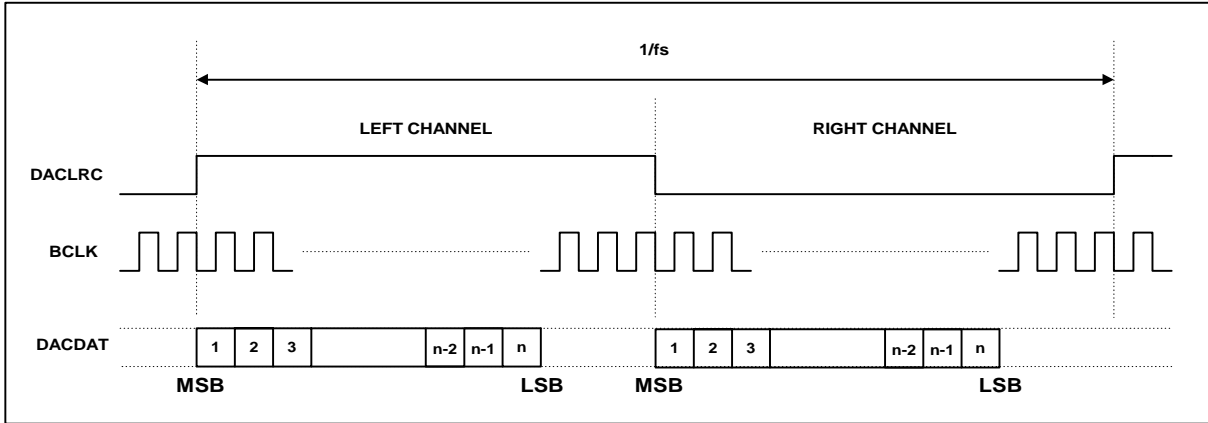 1/fs
LEFT CHANNEL RIGHT CHANNEL
DACLRC
BCLK
DACDAT 1 2 3 n-2 n-1 n 1 2 3 n-2 n-1 n
MSB LSB MSB LSB